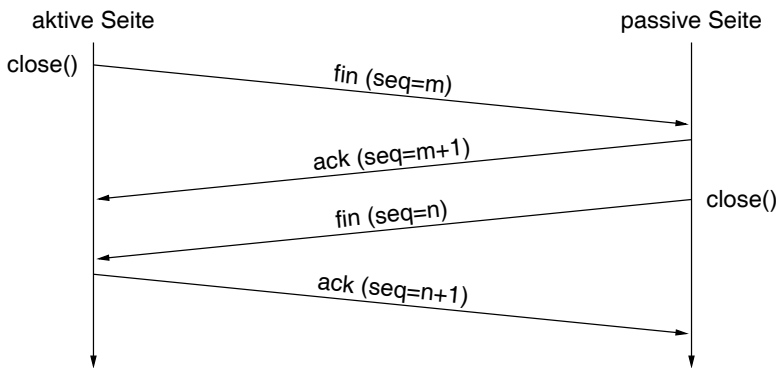 aktive Seite
passive Seite
close()
fin (seq=m)
ack (seq=m+1)
fin (seq=n)
close()
ack (seq=n+1)